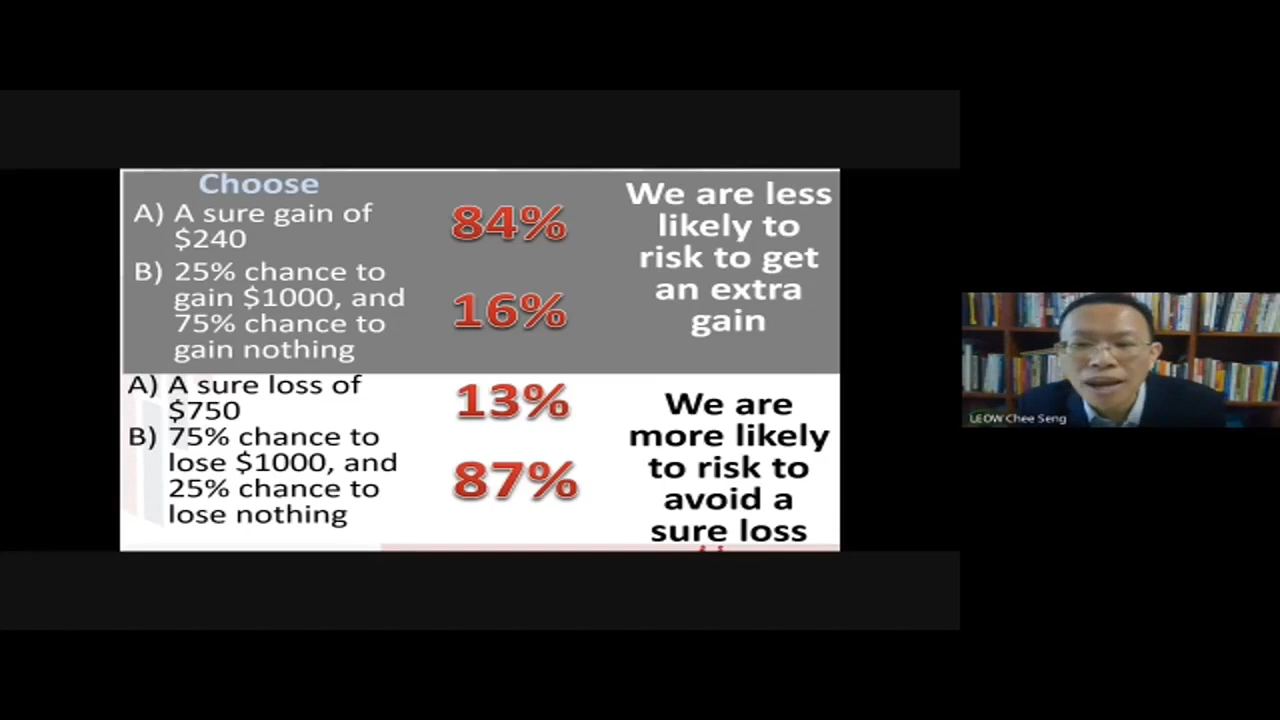 Choose
A) A sure gain of
$240
84%
B) 25% chance to
gain $1000, and
75% chance to
gain nothing
16%
We are less
likely to
risk to get
an extra
gain
A) A sure loss of
$750
13%
B) 75% chance to
lose $1000, and
25% chance to
lose nothing
87%
We are
more likely
to risk to
avoid a
sure loss
LEOW Chee Seng